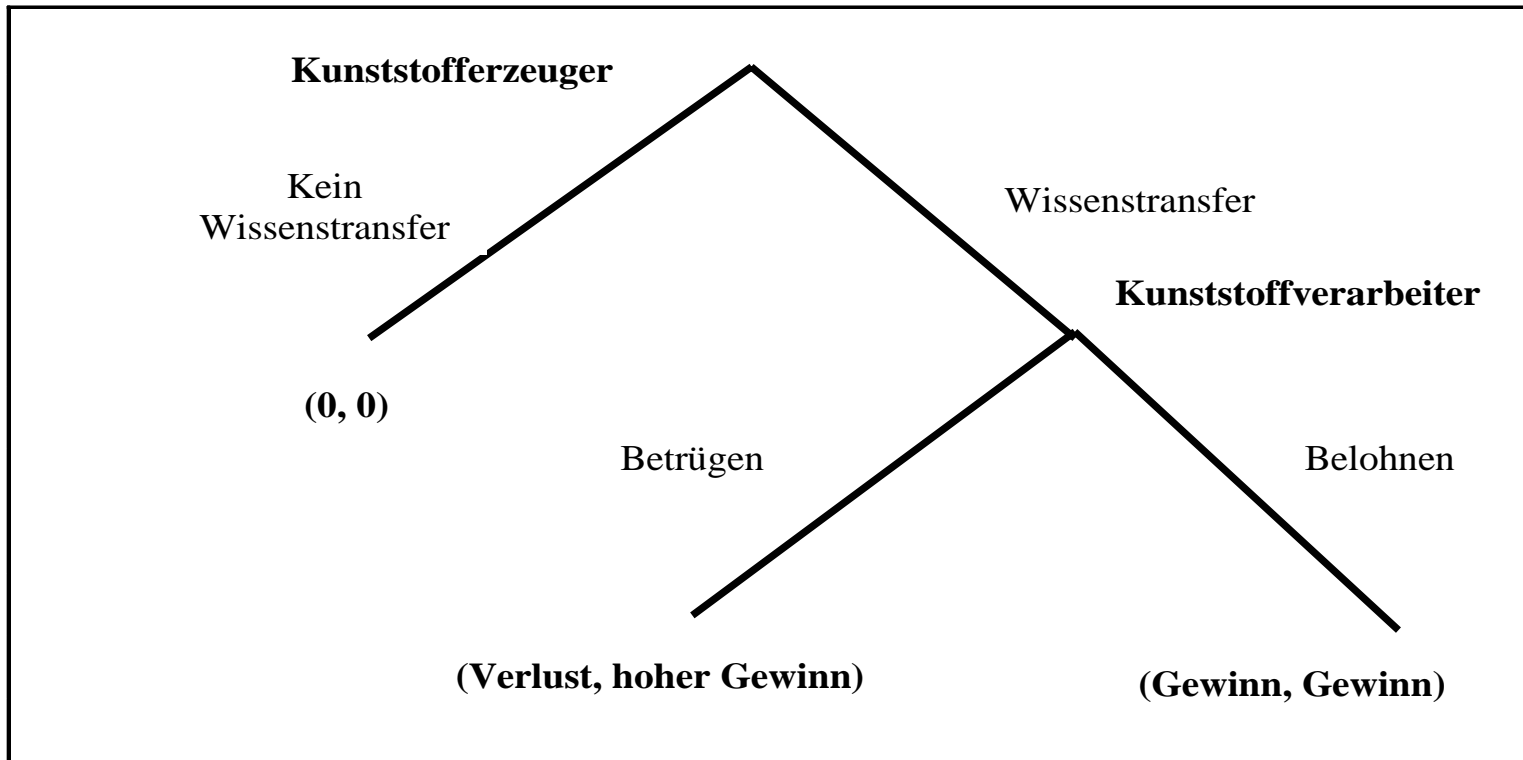 Kunststofferzeuger
Kein
Wissenstransfer
Wissenstransfer
Kunststoffverarbeiter
(0, 0)
Betrügen
Belohnen
(Verlust, hoher Gewinn)
(Gewinn, Gewinn)